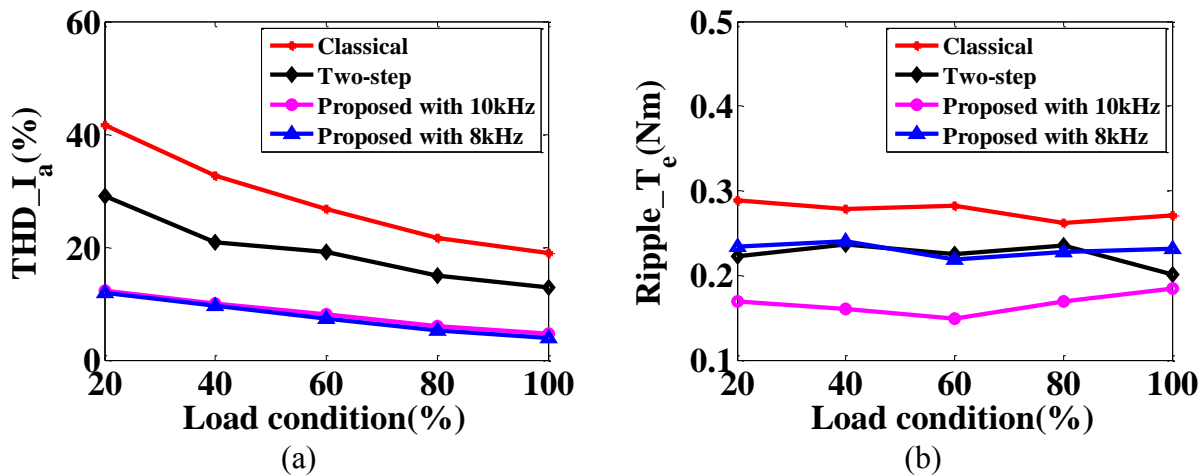 60
40
20
0
THD_I_a(%)
Classical
Two-step
Proposed with 10kHz
Proposed with 8kHz
20 40 60 80 100
Load condition(%)
(a)
0.5
0.4
0.3
0.2
0.1
Ripple_T_e(Nm)
Classical
Two-step
Proposed with 10kHz
Proposed with 8kHz
20 40 60 80 100
Load condition(%)
(b)